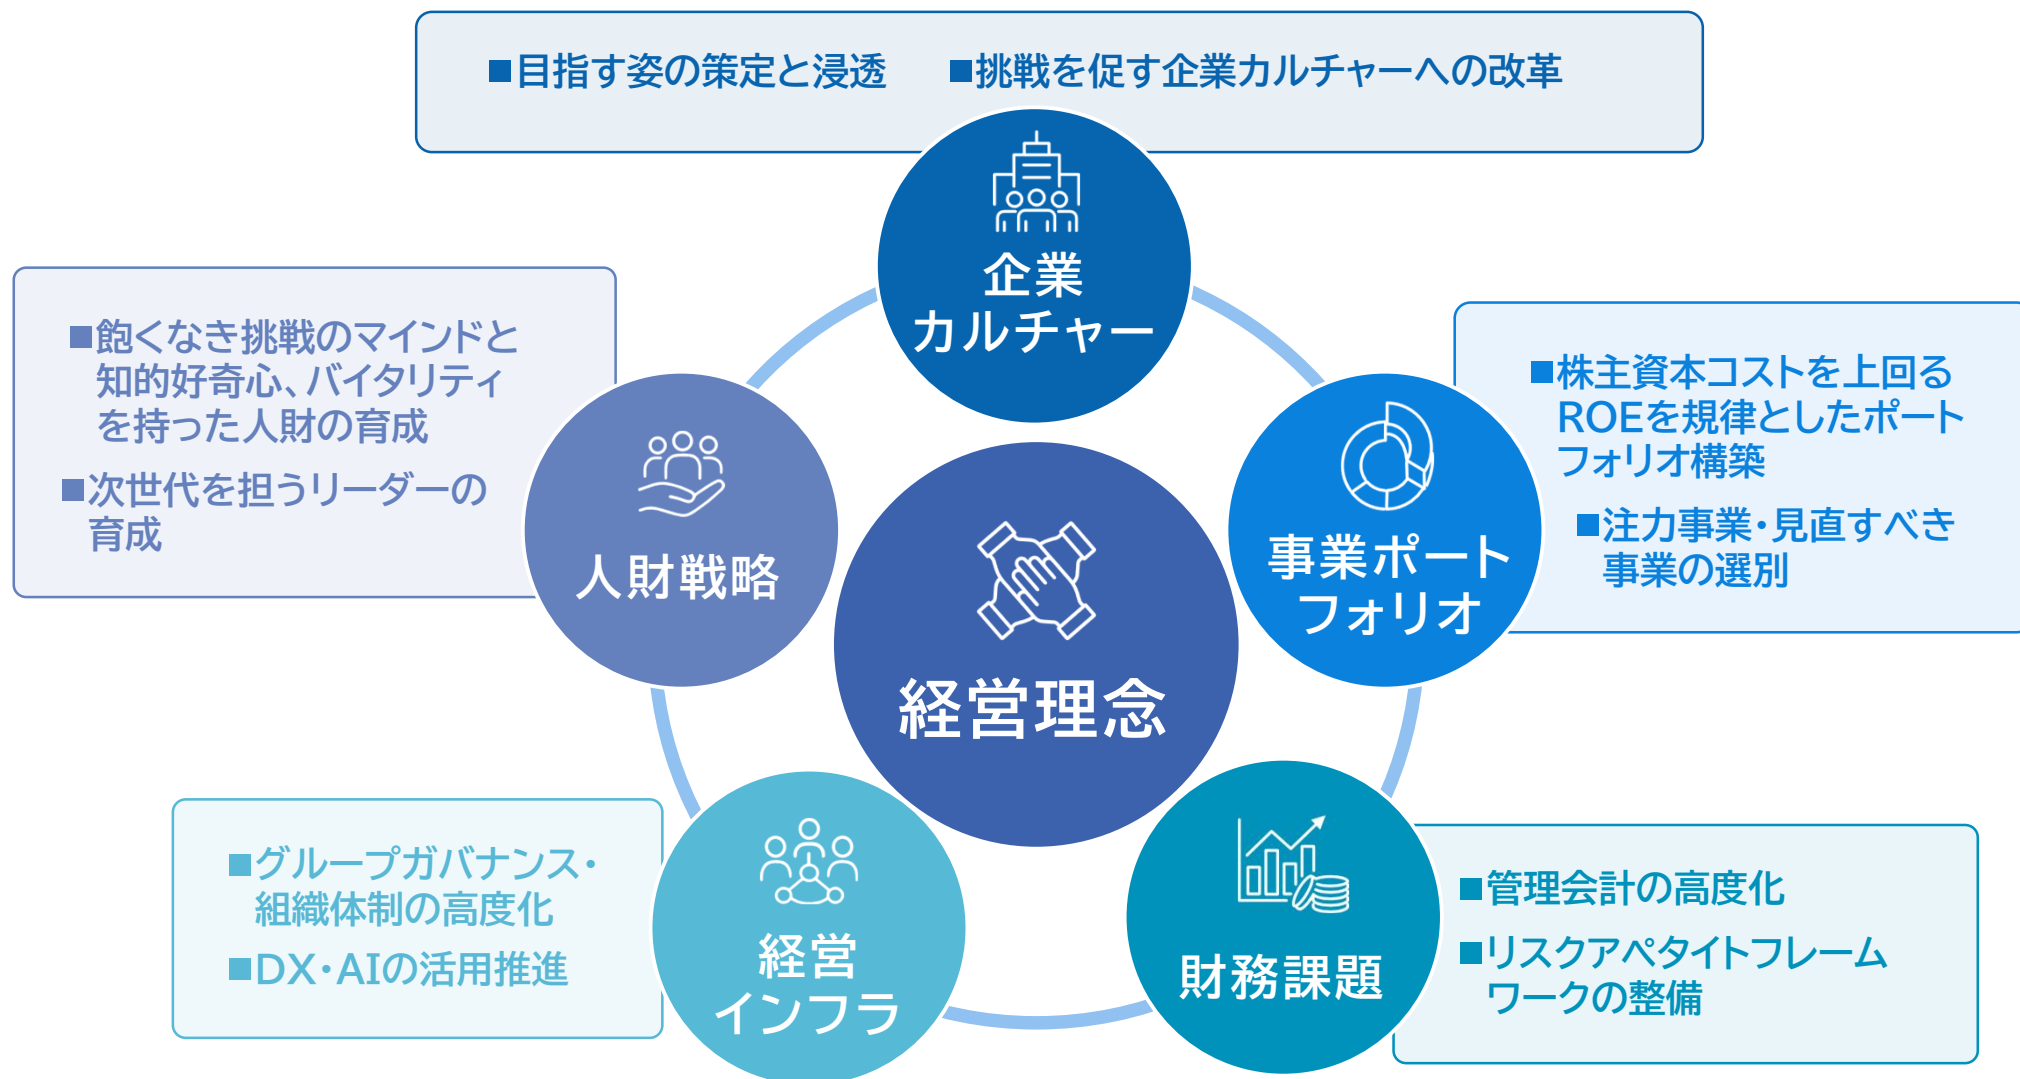 ■目指す姿の策定と浸透 ■挑戦を促す企業カルチャーへの改革
企業
カルチャー
■飽くなき挑戦のマインドと
知的好奇心、バイタリティ
を持った人財の育成
■次世代を担うリーダーの
育成
人財戦略
■株主資本コストを上回る
ROEを規律としたポート
フォリオ構築
■注力事業・見直すべき
事業の選別
事業ポート
フォリオ
経営理念
■グループガバナンス・
組織体制の高度化
■DX・AIの活用推進
経営
インフラ
財務課題
■管理会計の高度化
■リスクアペタイトフレーム
ワークの整備